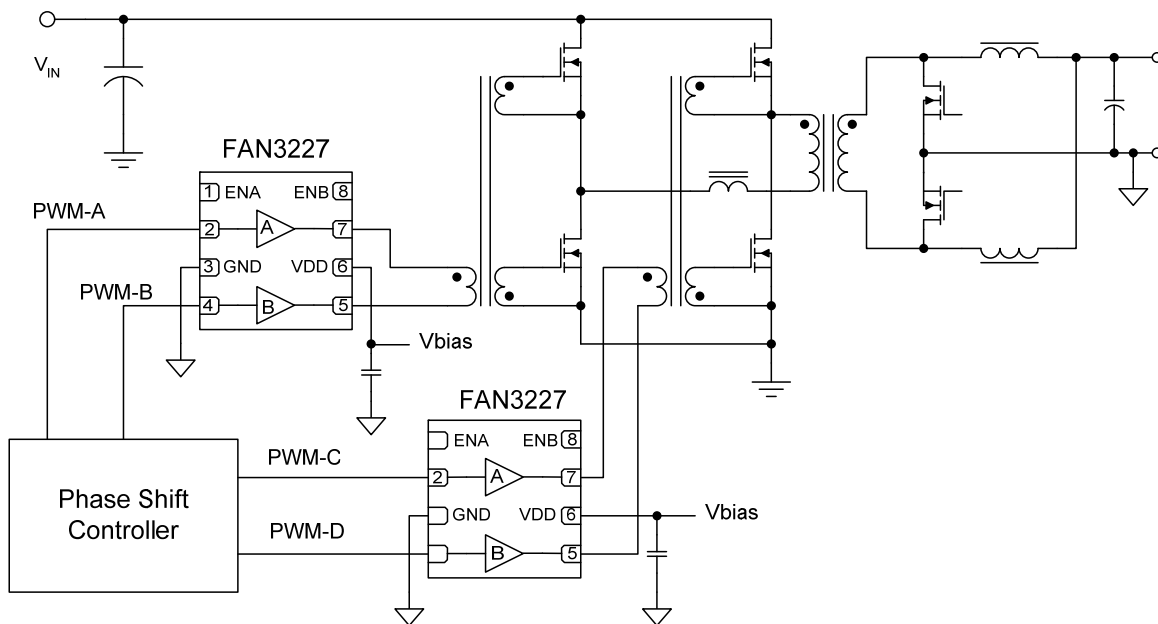 V_IN
FAN3227
1 ENA ENB 8
PWM-A
2 A 7
3 GND VDD 6
PWM-B
4 B 5
Vbias
FAN3227
ENA ENB 8
PWM-C
2 A 7
Phase Shift
Controller
GND VDD 6
Vbias
PWM-D
B 5